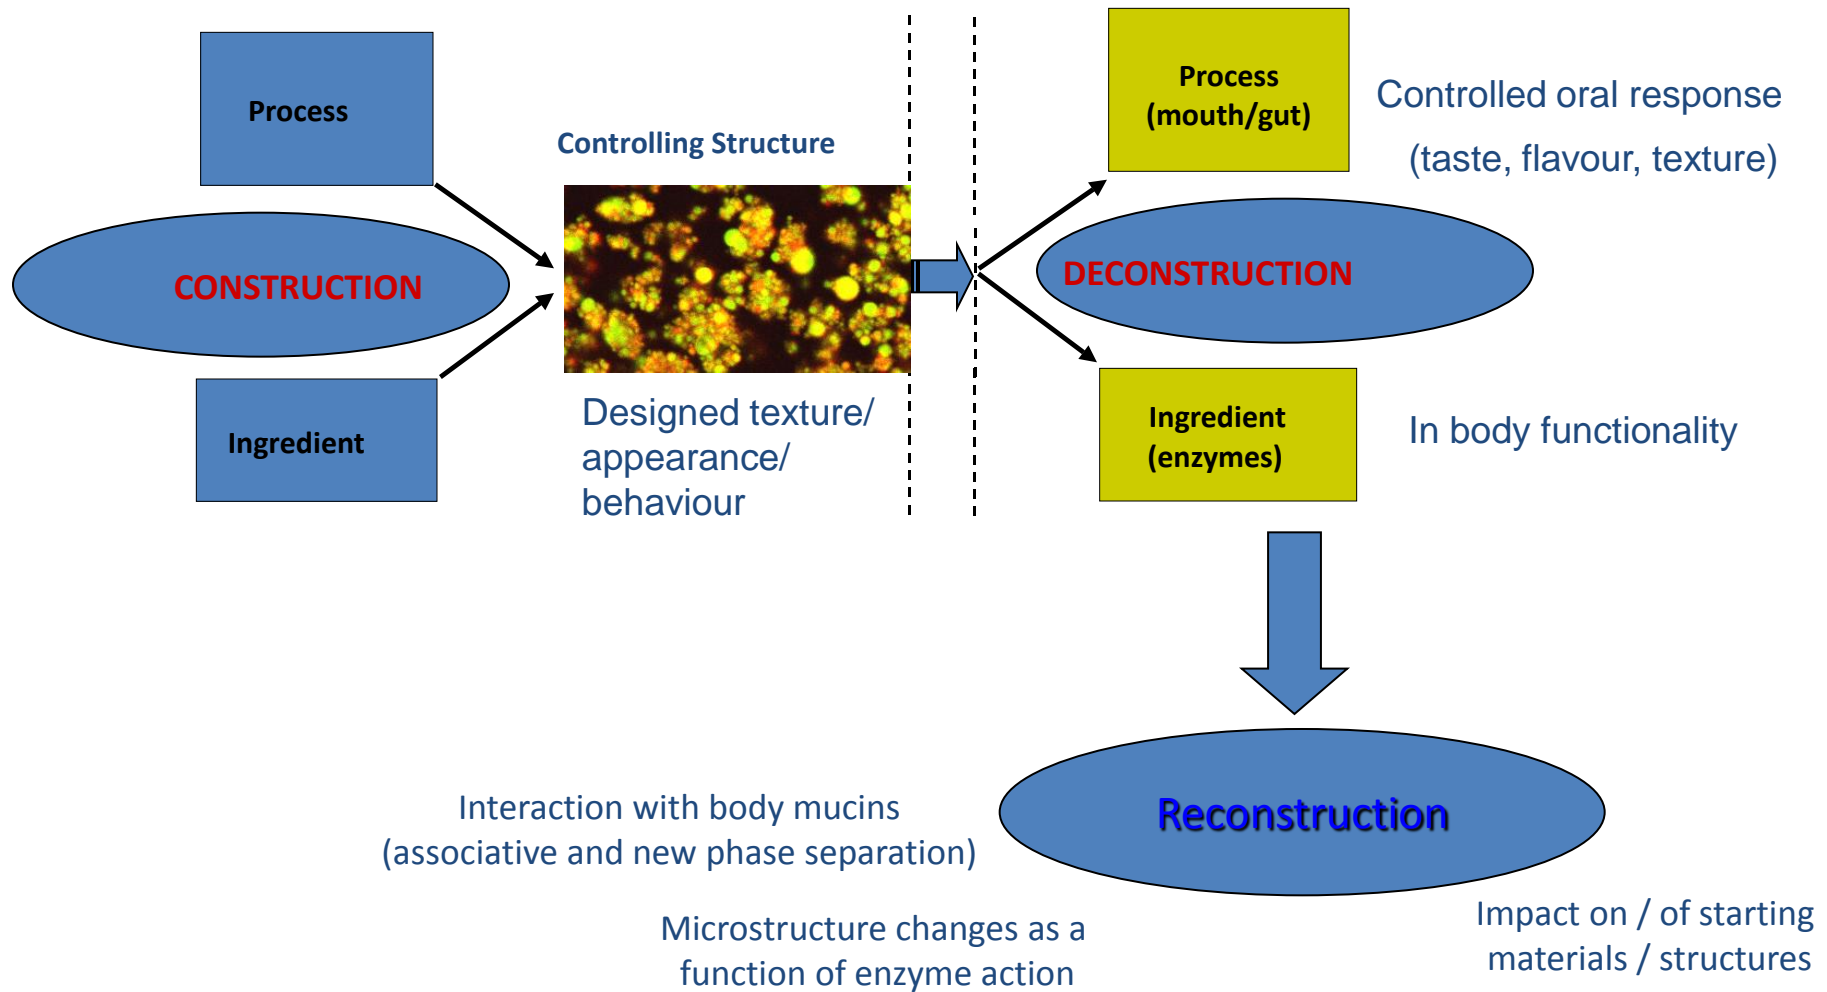 Process
Controlling Structure
CONSTRUCTION
Ingredient
Designed texture/
appearance/
behaviour
Process
(mouth/gut)
Controlled oral response
(taste, flavour, texture)
DECONSTRUCTION
Ingredient
(enzymes)
In body functionality
Reconstruction
Interaction with body mucins
(associative and new phase separation)
Microstructure changes as a
function of enzyme action
Impact on / of starting
materials / structures